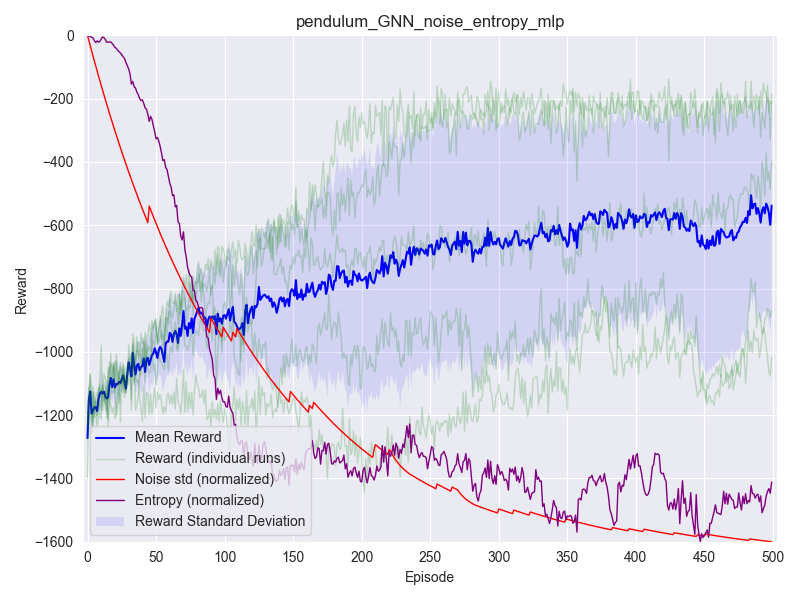 pendulum_GNN_noise_entropy_mlp
0
−200
−400
−600
−800
−1000
−1200
−1400
−1600
Reward
Mean Reward
Reward (individual runs)
Noise std (normalized)
Entropy (normalized)
Reward Standard Deviation
0 50 100 150 200 250 300 350 400 450 500
Episode